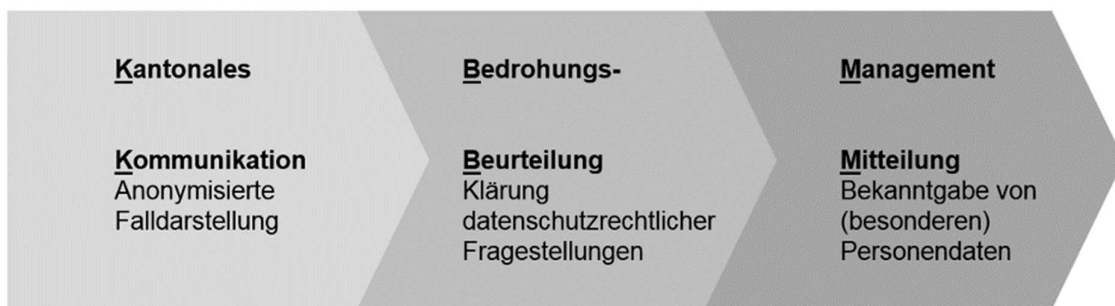 Kantonales
Bedrohungs-
Management
Kommunikation
Anonymisierte
Falldarstellung
Beurteilung
Klärung
datenschutzrechtlicher
Fragestellungen
Mitteilung
Bekanntgabe von
(besonderen)
Personendaten